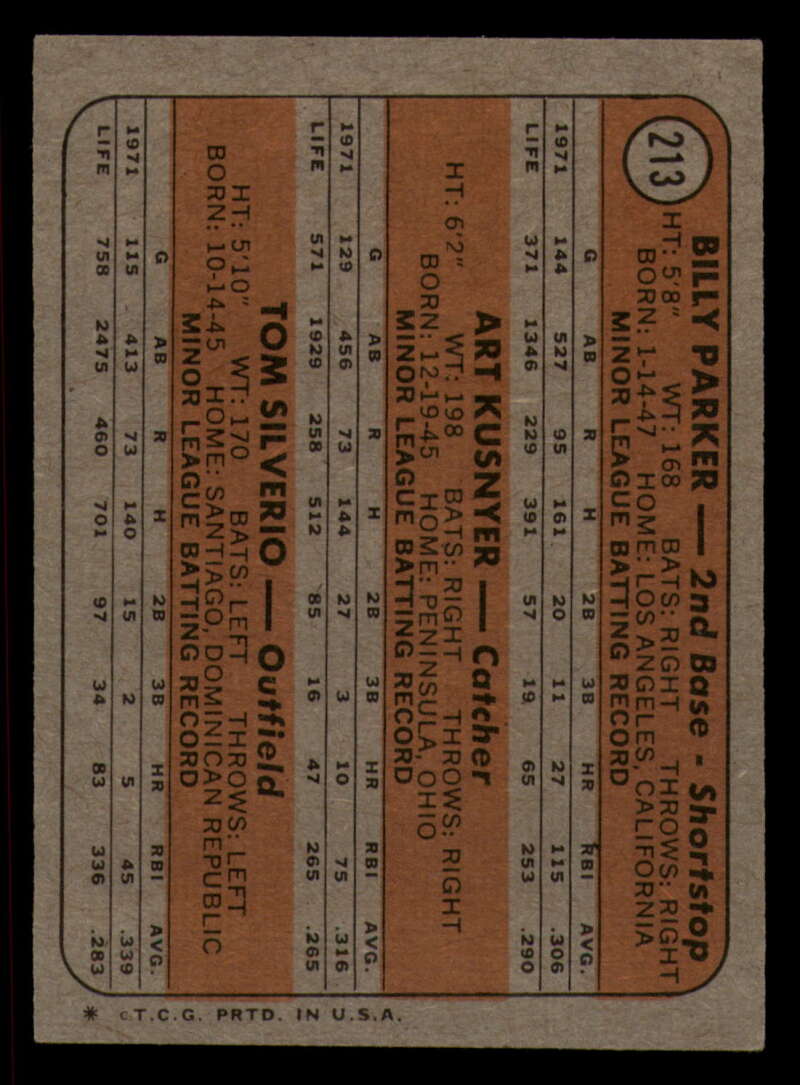 213
BILLY PARKER — 2nd Base - Shortstop
HT: 5'8" WT: 168 BATS: RIGHT THROWS: RIGHT
BORN: 1-14-47 HOME: LOS ANGELES, CALIFORNIA
MINOR LEAGUE BATTING RECORD
G AB R H 2B 3B HR RBI AVG.
1971 144 527 95 161 20 11 27 115 .306
LIFE 371 1346 229 391 57 19 65 253 .290
ART KUSNYER — Catcher
HT: 6'2" WT: 198 BATS: RIGHT THROWS: RIGHT
BORN: 12-19-45 HOME: PENINSULA, OHIO
MINOR LEAGUE BATTING RECORD
G AB R H 2B 3B HR RBI AVG.
1971 129 456 73 144 27 3 10 75 .316
LIFE 571 1929 258 512 85 16 47 265 .265
TOM SILVERIO — Outfield
HT: 5'10" WT: 170 BATS: LEFT THROWS: LEFT
BORN: 10-14-45 HOME: SANTIAGO, DOMINICAN REPUBLIC
MINOR LEAGUE BATTING RECORD
G AB R H 2B 3B HR RBI AVG.
1971 115 413 73 140 15 2 5 45 .339
LIFE 758 2475 460 701 97 34 83 336 .283
* ©T.C.G. PRTD. IN U.S.A.